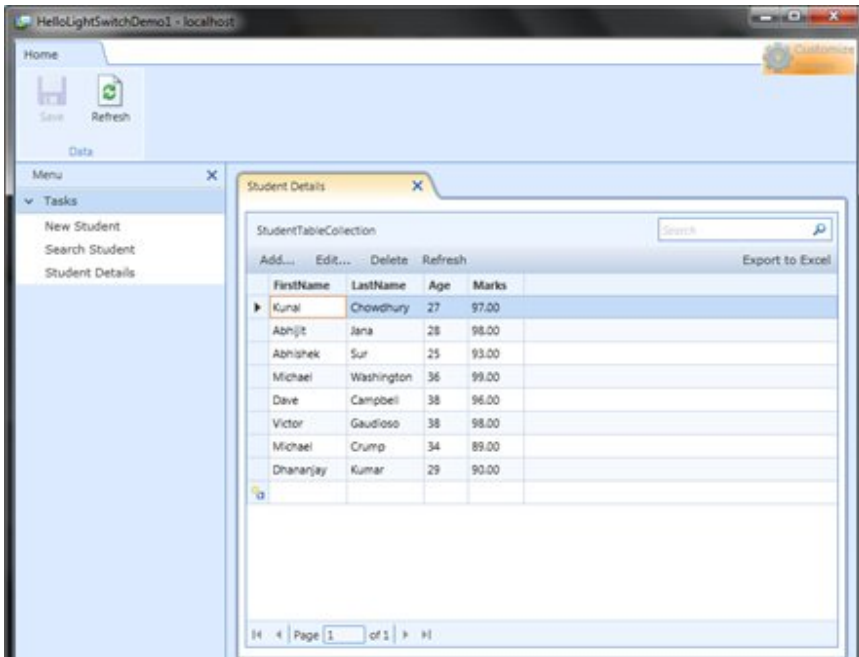 HelloLightSwitchDemo1 - localhost
Home
Customize
Save
Refresh
Data
Menu
Tasks
New Student
Search Student
Student Details
Student Details
StudentTableCollection
Search
Add... Edit... Delete Refresh Export to Excel
FirstName LastName Age Marks
Kunal Chowdhury 27 97.00
Abhijit Jana 28 98.00
Abhishek Sur 25 93.00
Michael Washington 36 99.00
Dave Campbell 38 96.00
Victor Gaudioso 38 98.00
Michael Crump 34 89.00
Dhananjay Kumar 29 90.00
Page 1 of 1